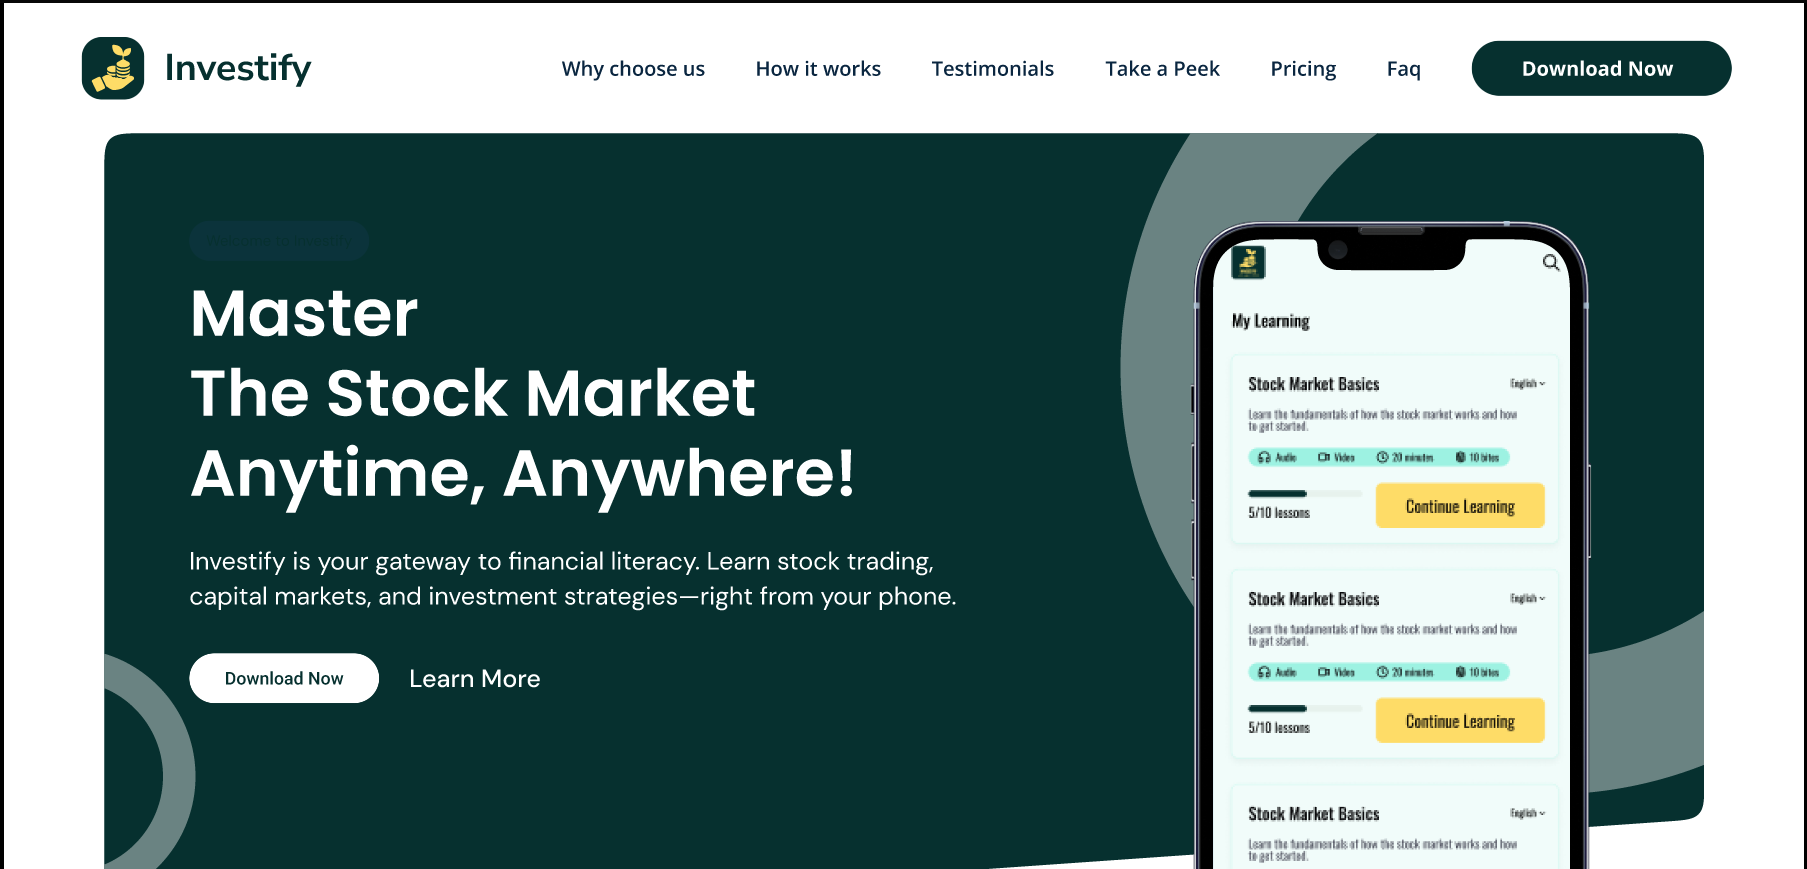 Investify
Why choose us
How it works
Testimonials
Take a Peek
Pricing
Faq
Download Now
Welcome to Investify
Master
The Stock Market
Anytime, Anywhere!
Investify is your gateway to financial literacy. Learn stock trading,
capital markets, and investment strategies—right from your phone.
Download Now
Learn More
My Learning
Stock Market Basics
English
Learn the fundamentals of how the stock market works and how
to get started.
Audio
Video
20 minutes
10 bites
5/10 lessons
Continue Learning
Stock Market Basics
English
Learn the fundamentals of how the stock market works and how
to get started.
Audio
Video
20 minutes
10 bites
5/10 lessons
Continue Learning
Stock Market Basics
English
Learn the fundamentals of how the stock market works and how
to get started.